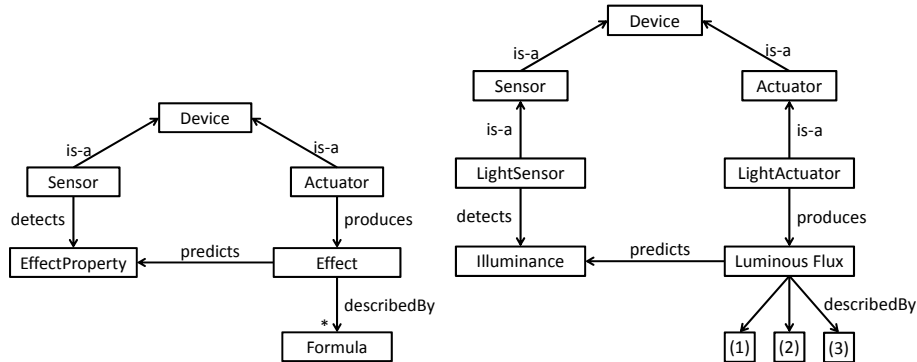 Device
is-a
is-a
Sensor
Actuator
detects
produces
EffectProperty
predicts
Effect
describedBy
*
Formula
Device
is-a
is-a
Sensor
Actuator
is-a
is-a
LightSensor
LightActuator
detects
produces
Illuminance
predicts
Luminous Flux
describedBy
(1)
(2)
(3)